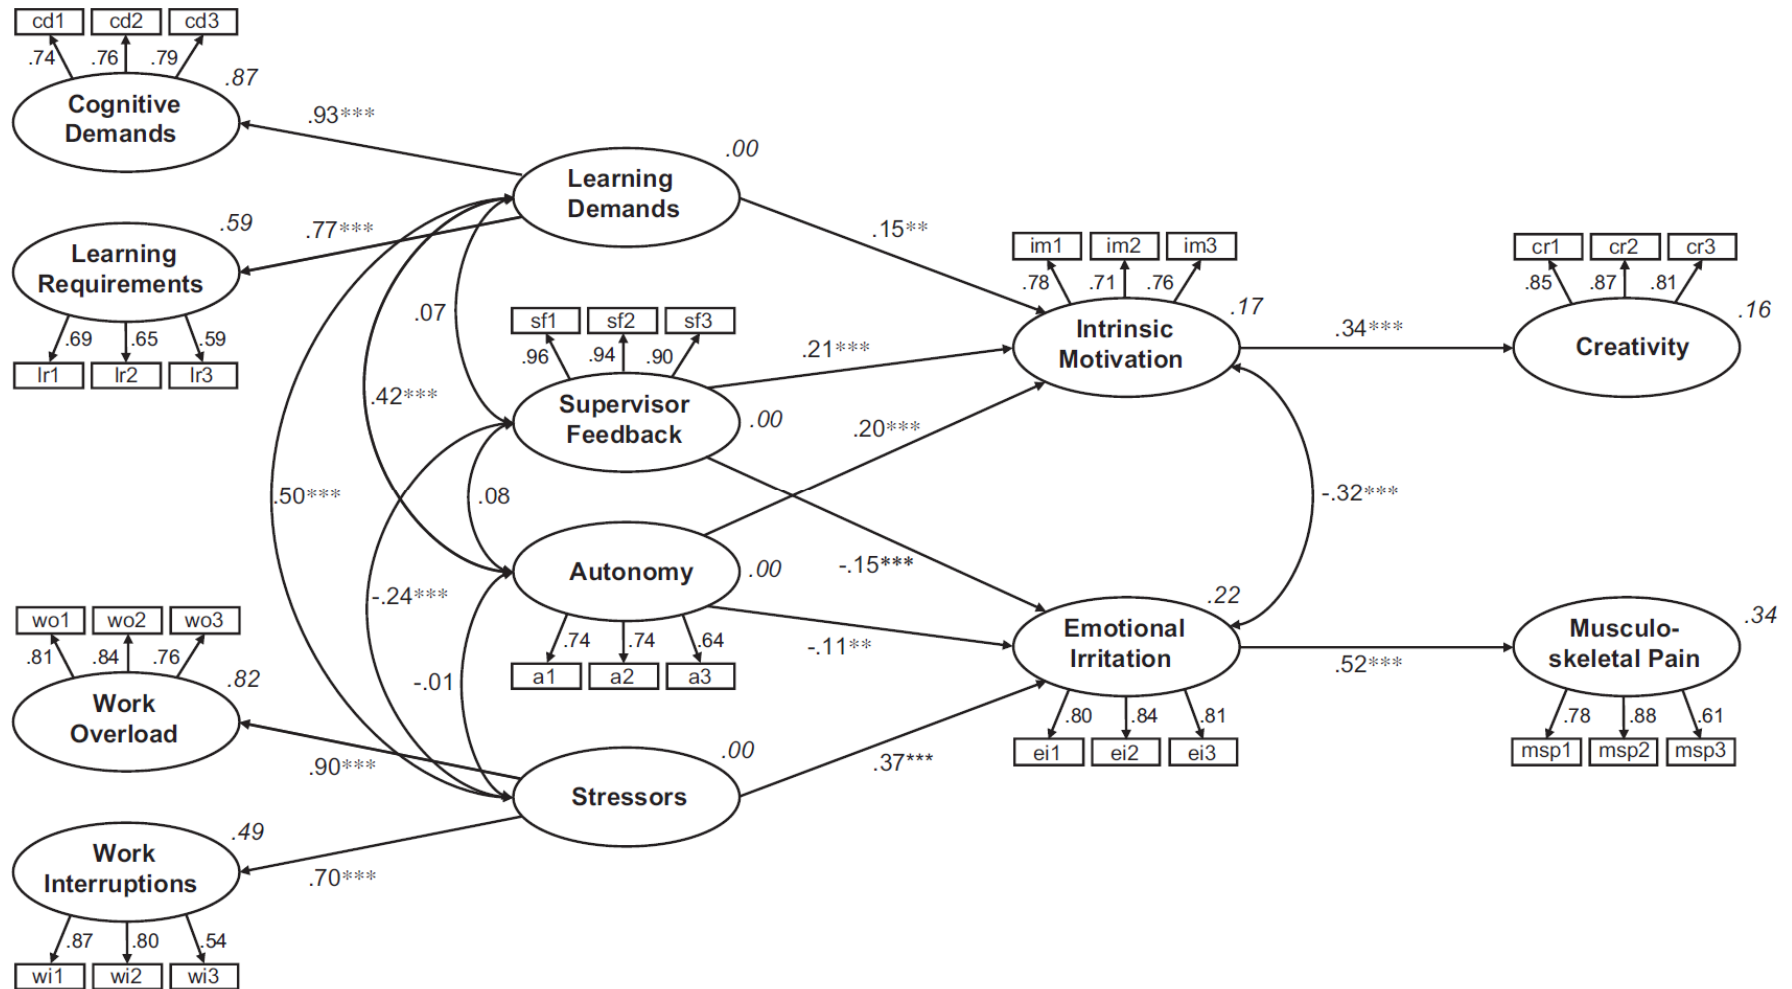 cd1 cd2 cd3
.74 .76 .79
.87
Cognitive
Demands
.93***
.00
Learning
Demands
.59
.77***
Learning
Requirements
.69 .65 .59
lr1 lr2 lr3
.15**
im1 im2 im3
.78 .71 .76
.17
Intrinsic
Motivation
cr1 cr2 cr3
.85 .87 .81
.16
Creativity
.34***
.07
sf1 sf2 sf3
.96 .94 .90
.21***
.42***
Supervisor
Feedback
.00
.20***
.50***
.08
-.32***
Autonomy
.00
-.15***
-.24***
.74 .74 .64
a1 a2 a3
-.11**
.22
Emotional
Irritation
.80 .84 .81
ei1 ei2 ei3
.52***
.34
Musculo-
skeletal Pain
.78 .88 .61
msp1 msp2 msp3
wo1 wo2 wo3
.81 .84 .76
.82
Work
Overload
-.01
.90***
.00
Stressors
.37***
.49
Work
Interruptions
.70***
.87 .80 .54
wi1 wi2 wi3